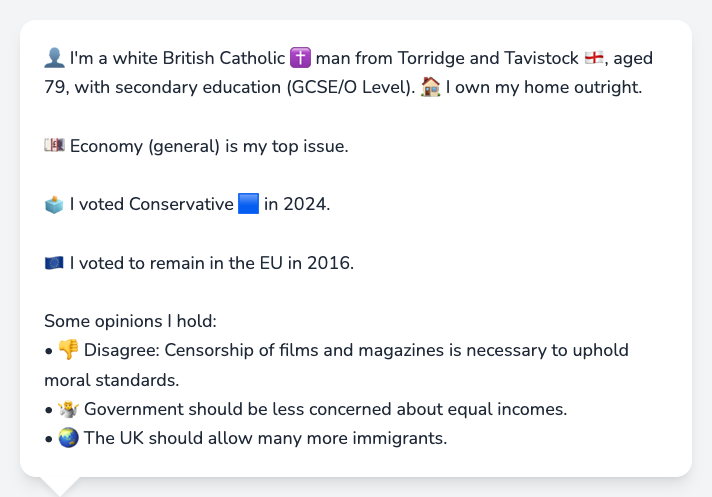 👤 I'm a white British Catholic ✝️ man from Torridge and Tavistock 🏴󠁧󠁢󠁥󠁮󠁧󠁿, aged
79, with secondary education (GCSE/O Level). 🏠 I own my home outright.
💷 Economy (general) is my top issue.
🗳️ I voted Conservative 🟦 in 2024.
🇪🇺 I voted to remain in the EU in 2016.
Some opinions I hold:
• 👎 Disagree: Censorship of films and magazines is necessary to uphold
moral standards.
• 🤷 Government should be less concerned about equal incomes.
• 🌏 The UK should allow many more immigrants.